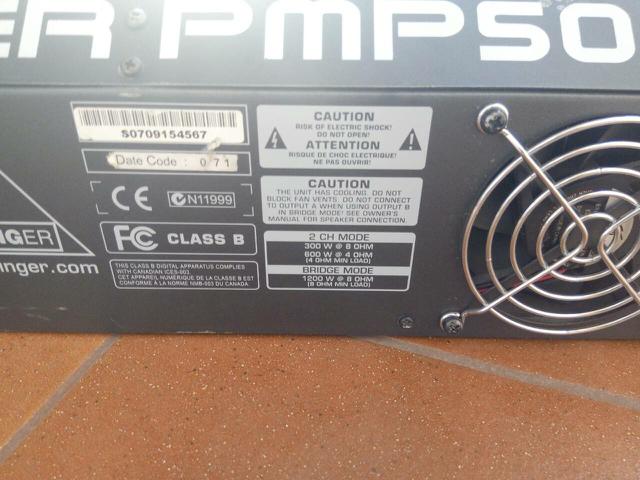 ER PMP50
S0709154567
Date Code : 071
CE N11999
FC CLASS B
THIS CLASS B DIGITAL APPARATUS COMPLIES
WITH CANADIAN ICES-003.
CET APPAREIL NUMERIQUE DE LA CLASSE B EST
CONFORME À LA NORME NMB-003 DU CANADA.
NGER
inger.com
CAUTION
RISK OF ELECTRIC SHOCK!
DO NOT OPEN!
ATTENTION
RISQUE DE CHOC ELECTRIQUE!
NE PAS OUVRIR!
CAUTION
THE UNIT HAS COOLING. DO NOT
BLOCK FAN VENTS. DO NOT CONNECT
TO OUTPUT A WHEN USING OUTPUT B
IN BRIDGE MODE! SEE OWNER'S
MANUAL FOR SPEAKER CONNECTION.
2 CH MODE
300 W @ 8 OHM
600 W @ 4 OHM
(4 OHM MIN LOAD)
BRIDGE MODE
1200 W @ 8 OHM
(8 OHM MIN LOAD)